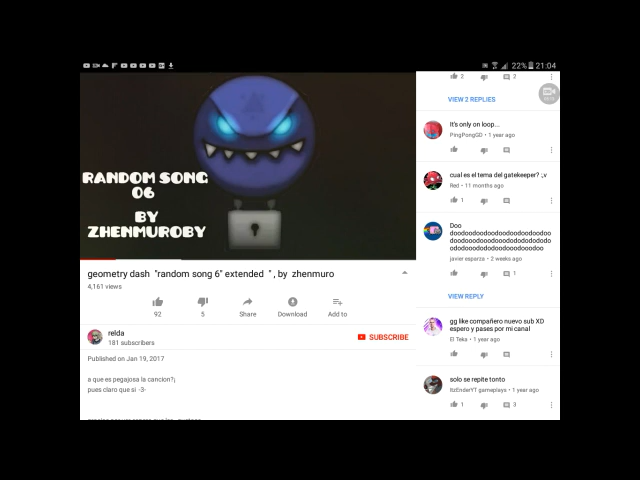 22% 21:04
RANDOM SONG
06
BY
ZHENMUROBY
geometry dash "random song 6" extended " , by zhenmuro
4,161 views
92
5
Share
Download
Add to
relda
181 subscribers
SUBSCRIBE
Published on Jan 19, 2017
a que es pegajosa la cancion?¡
pues claro que si -3-
2
2
VIEW 2 REPLIES
It's only on loop...
PingPongGD • 1 year ago
cual es el tema del gatekeeper? ;,v
Red • 11 months ago
1
Doo
javier esparza • 2 weeks ago
1
VIEW REPLY
gg like compañero nuevo sub XD
espero y pases por mi canal
El Teka • 1 year ago
solo se repite tonto
ItzEnderYT gameplays • 1 year ago
1
3